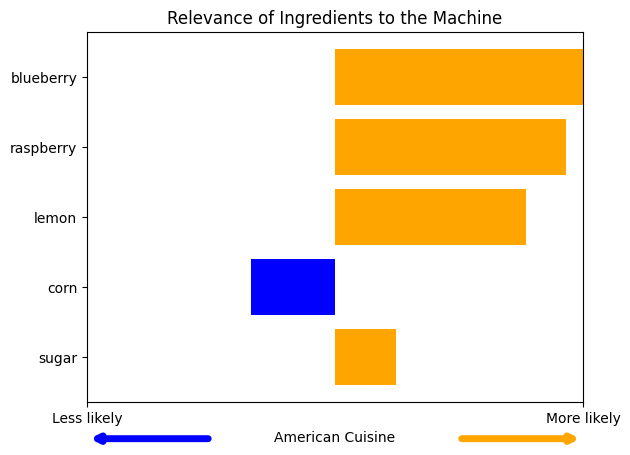 Relevance of Ingredients to the Machine
blueberry
raspberry
lemon
corn
sugar
Less likely
More likely
American Cuisine